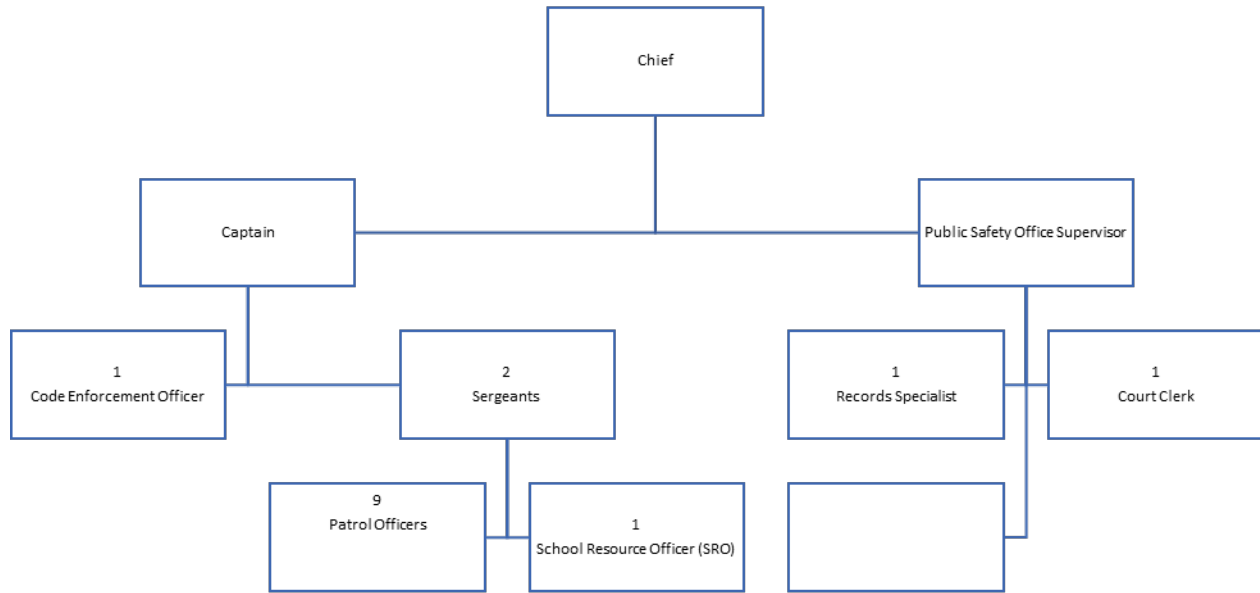 Chief
Captain
Public Safety Office Supervisor
1
Code Enforcement Officer
2
Sergeants
1
Records Specialist
1
Court Clerk
9
Patrol Officers
1
School Resource Officer (SRO)